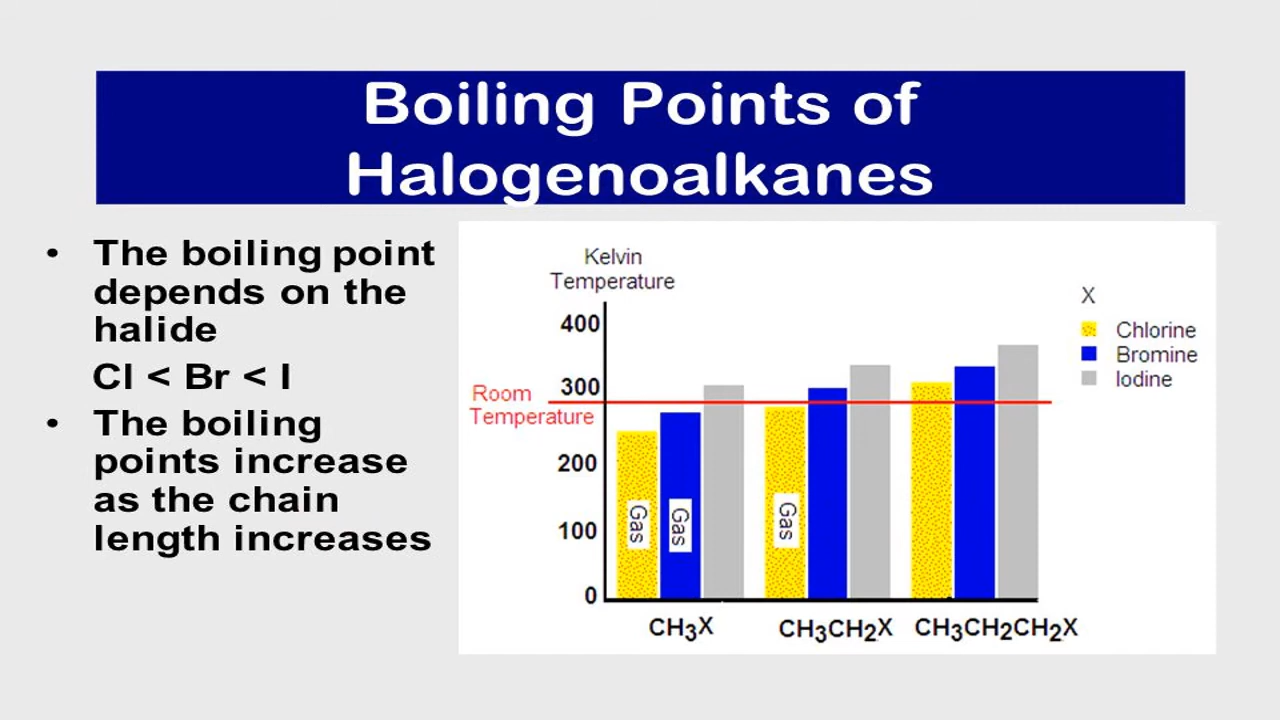 Boiling Points of
Halogenoalkanes
• The boiling point
depends on the
halide
Cl < Br < I
• The boiling
points increase
as the chain
length increases
Kelvin
Temperature
400
300
200
100
0
Room
Temperature
Gas
Gas
Gas
CH3X
CH3CH2X
CH3CH2CH2X
X
Chlorine
Bromine
Iodine